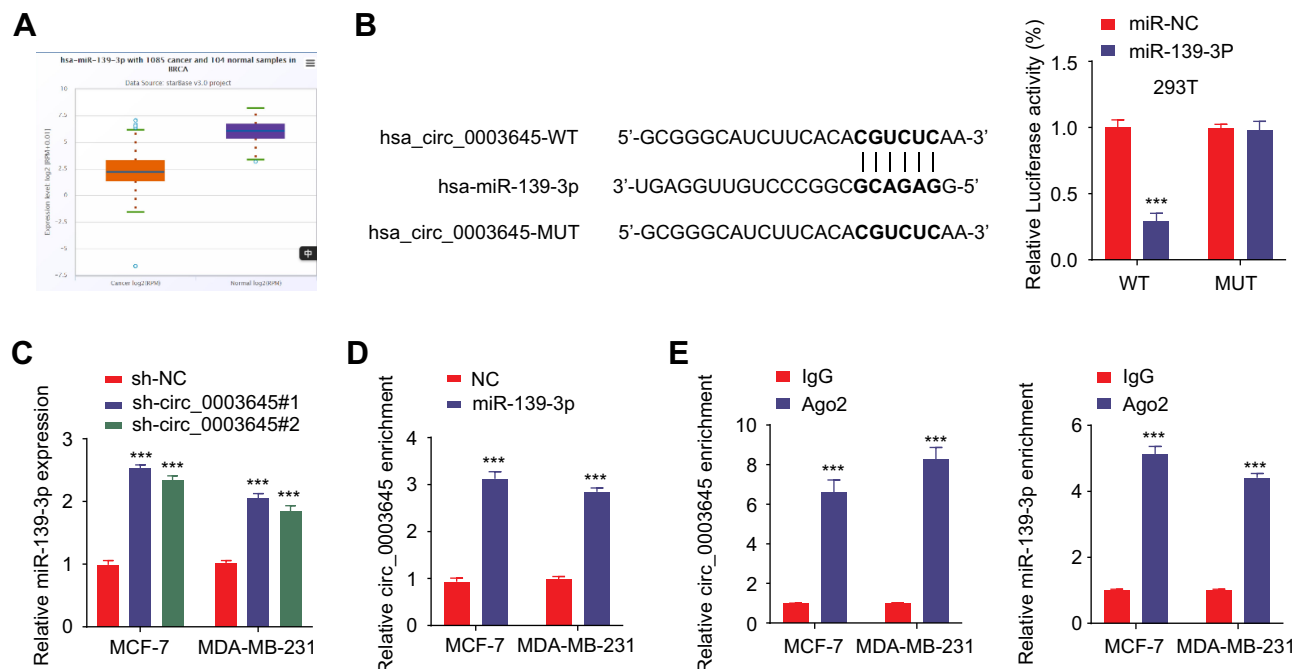 A
hsa-miR-139-3p with 1085 cancer and 104 normal samples in
BRCA
Data Source: starBase v3.0 project
Expression level: log2 [RPM+0.01]
10
7.5
5
2.5
0
-2.5
-5
-7.5
Cancer log2(RPM)
Normal log2(RPM)
中
B
hsa_circ_0003645-WT 5’-GCGGGCAUCUUCACACGUCUCAA-3’
hsa-miR-139-3p 3’-UGAGGUUGUCCCGGCGCAGAGG-5’
hsa_circ_0003645-MUT 5’-GCGGGCAUCUUCACACGUCUCAA-3’
miR-NC
miR-139-3P
293T
Relative Luciferase activity (%)
1.5
1.0
0.5
0.0
***
WT MUT
C
sh-NC
sh-circ_0003645#1
sh-circ_0003645#2
Relative miR-139-3p expression
3
2
1
0
*** *** *** ***
MCF-7 MDA-MB-231
D
NC
miR-139-3p
Relative circ_0003645 enrichment
4
3
2
1
0
*** ***
MCF-7 MDA-MB-231
E
IgG
Ago2
Relative circ_0003645 enrichment
10
8
6
4
2
0
*** ***
MCF-7 MDA-MB-231
IgG
Ago2
Relative miR-139-3p enrichment
6
4
2
0
*** ***
MCF-7 MDA-MB-231